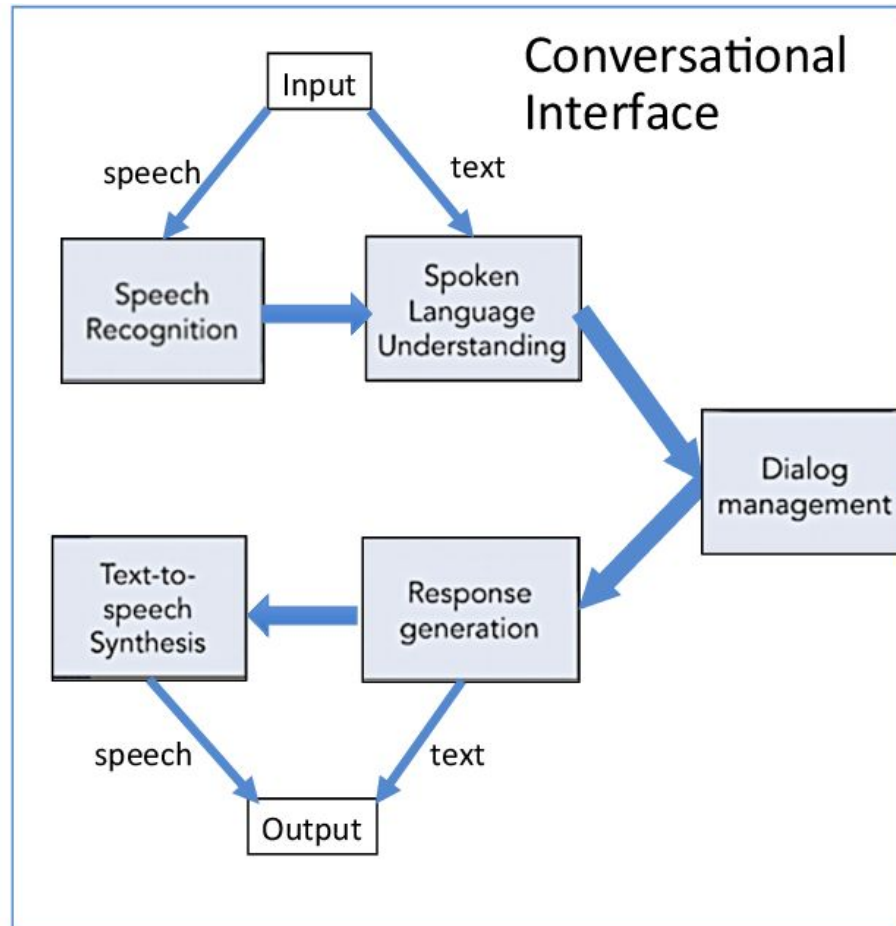 Conversational
Interface
Input
speech
text
Speech
Recognition
Spoken
Language
Understanding
Dialog
management
Text-to-
speech
Synthesis
Response
generation
speech
text
Output